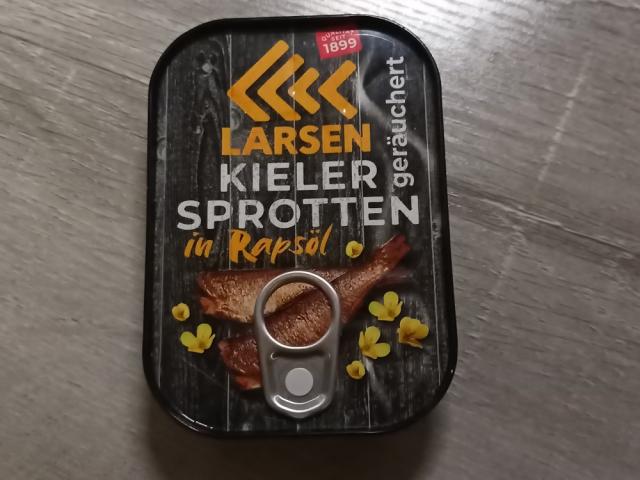 QUALITÄT
SEIT
1899
LARSEN
KIELER
SPROTTEN
geräuchert
in Rapsöl